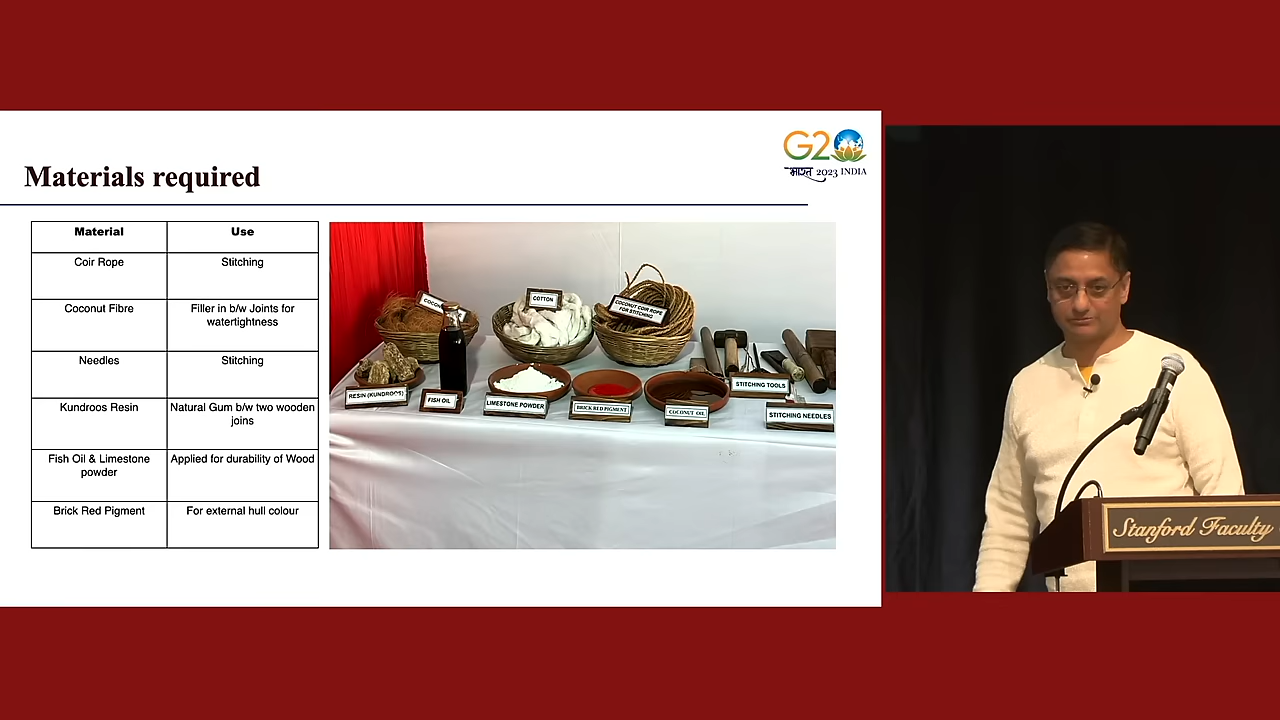 G20
भारत 2023 INDIA
Materials required
Material Use
Coir Rope Stitching
Coconut Fibre Filler in b/w Joints for
watertightness
Needles Stitching
Kundroos Resin Natural Gum b/w two wooden
joins
Fish Oil & Limestone Applied for durability of Wood
powder
Brick Red Pigment For external hull colour
COTTON
COCONUT COIR ROPE
FOR STITCHING
STITCHING TOOLS
RESIN (KUNDROOS)
FISH OIL
LIMESTONE POWDER
BRICK RED PIGMENT
COCONUT OIL
STITCHING NEEDLES
Stanford Faculty